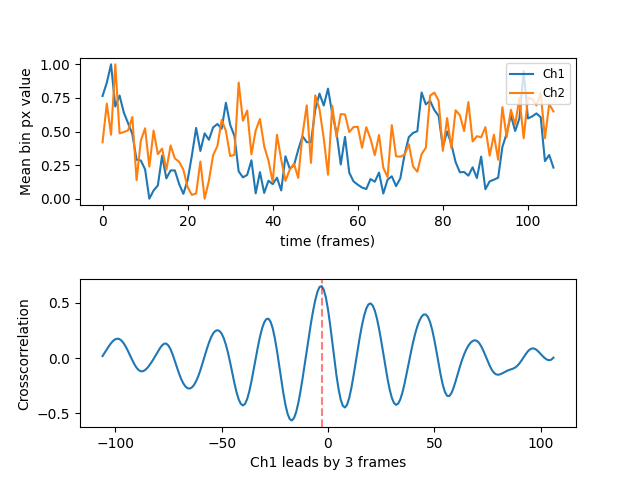 1.00
0.75
0.50
0.25
0.00
Mean bin px value
Ch1
Ch2
0 20 40 60 80 100
time (frames)
0.5
0.0
−0.5
Crosscorrelation
−100 −50 0 50 100
Ch1 leads by 3 frames